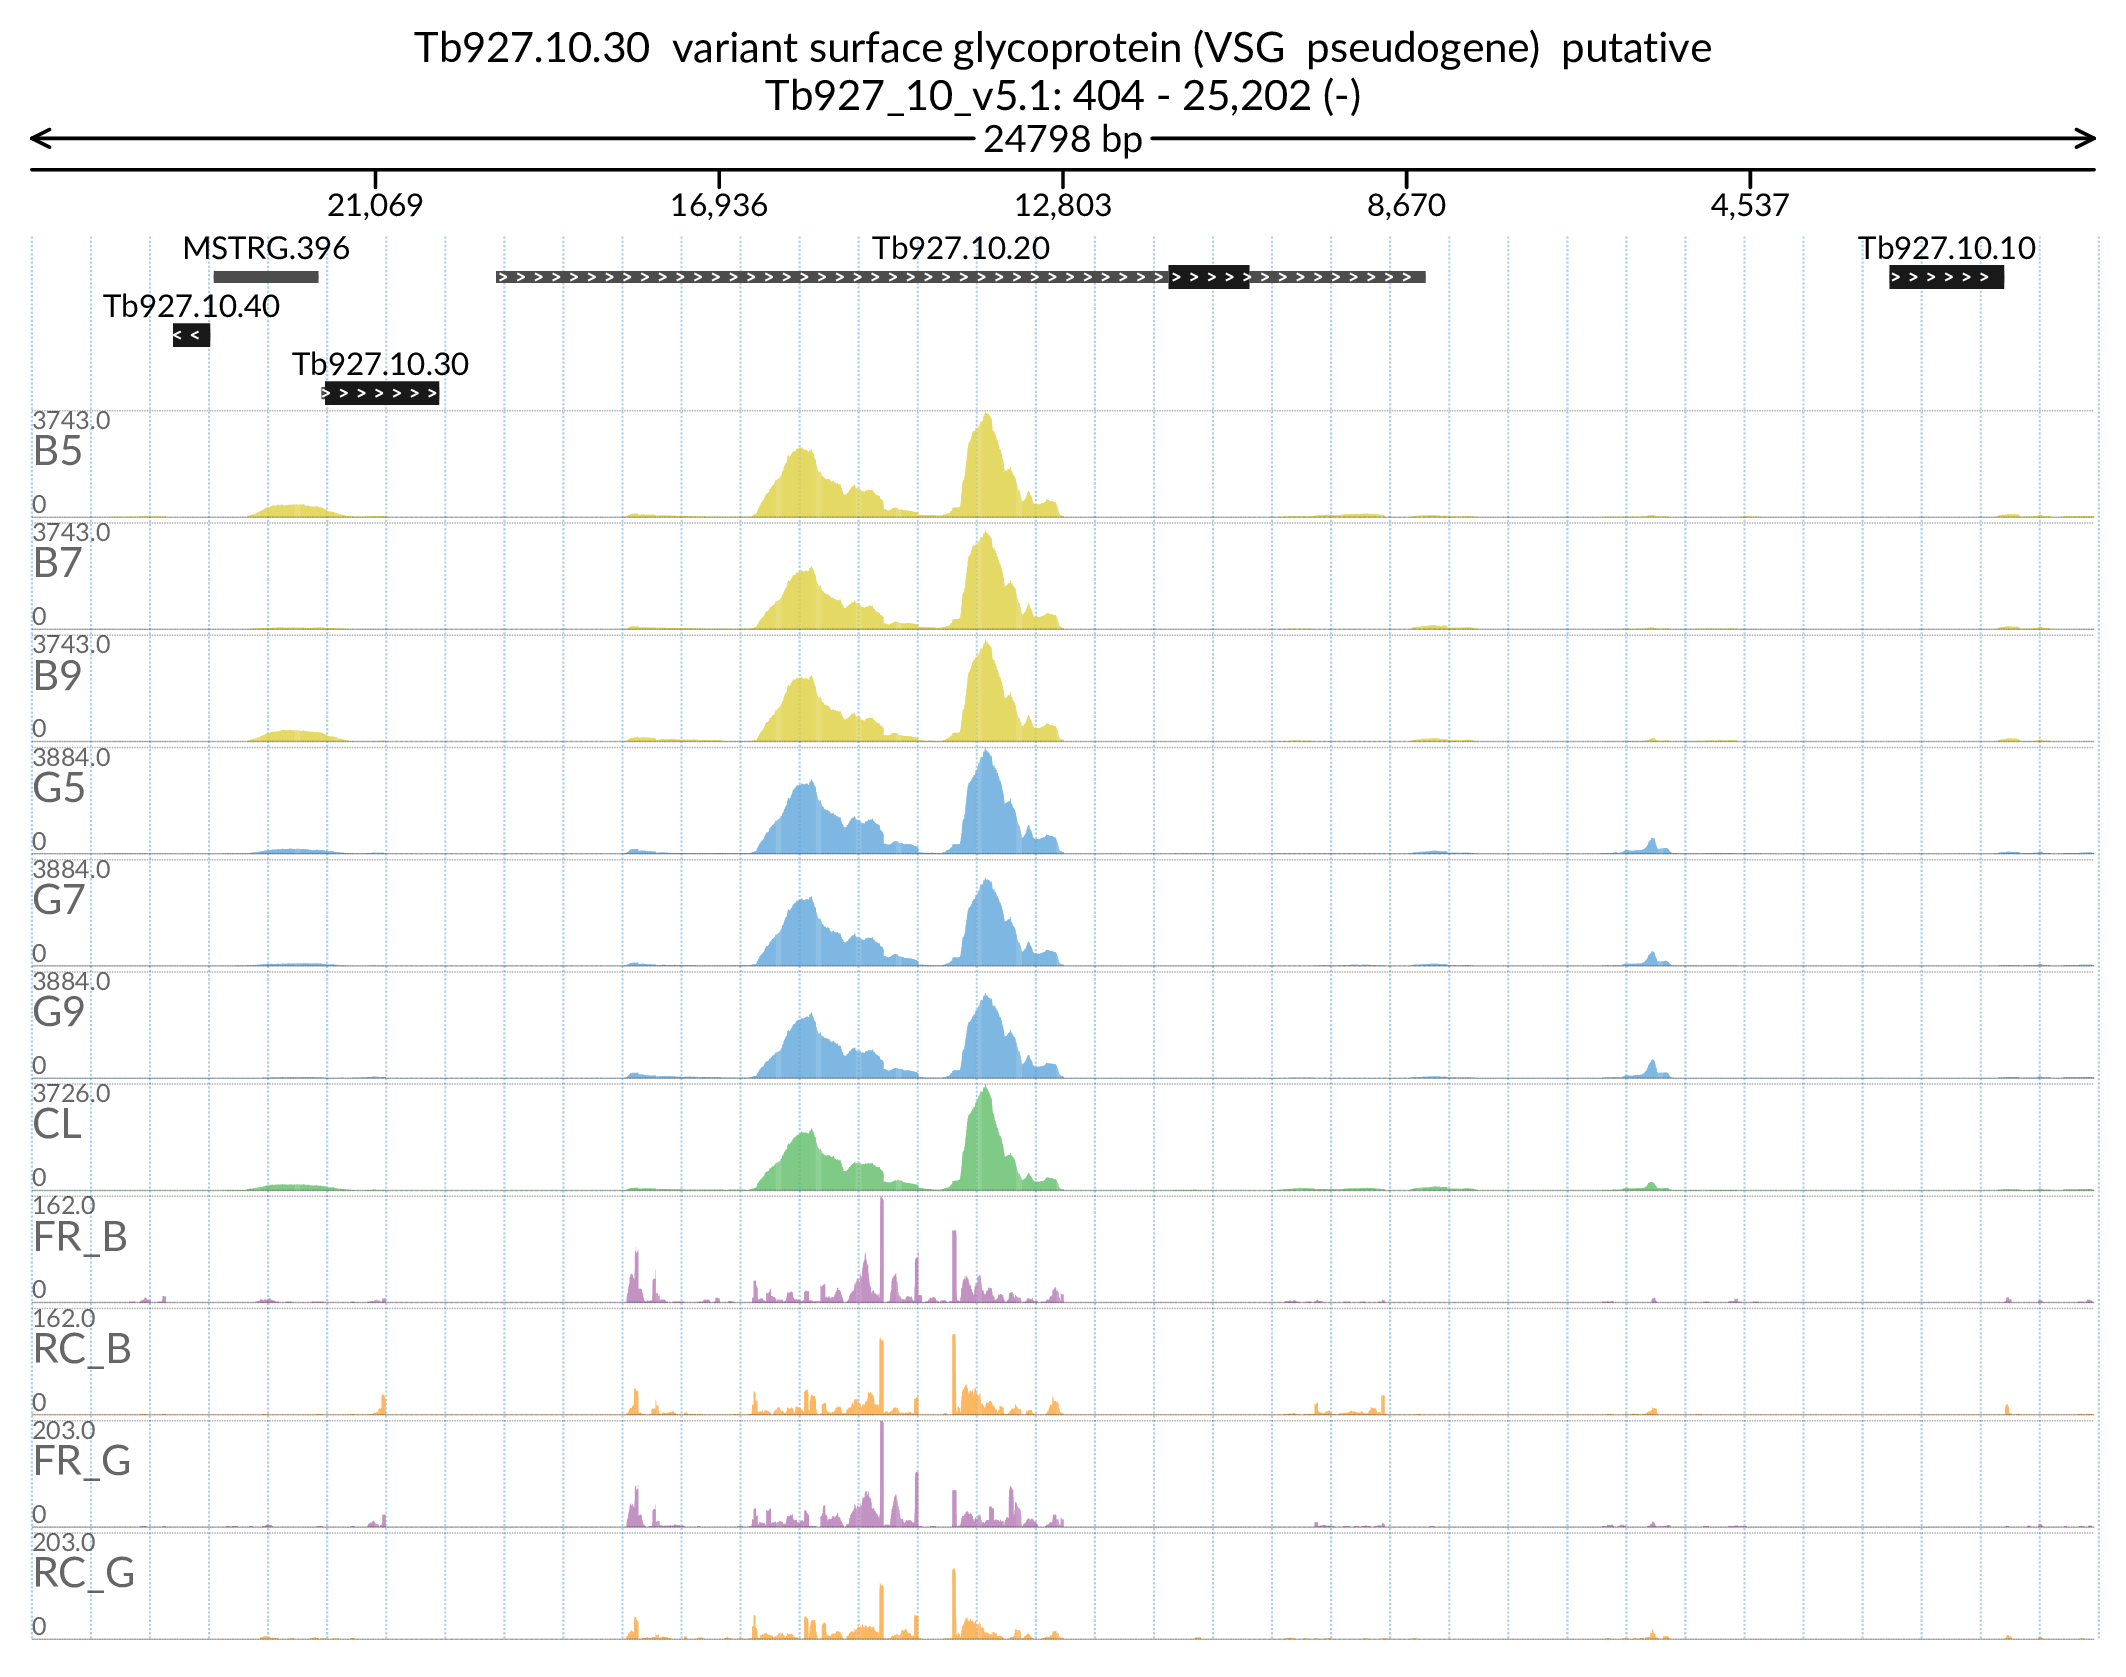 Tb927.10.30  variant surface glycoprotein (VSG  pseudogene)  putative
Tb927_10_v5.1: 404 - 25,202 (-)
24798 bp
21,069 16,936 12,803 8,670 4,537
MSTRG.396 Tb927.10.20 Tb927.10.10
Tb927.10.40
Tb927.10.30
3743.0
B5
0
3743.0
B7
0
3743.0
B9
0
3884.0
G5
0
3884.0
G7
0
3884.0
G9
0
3726.0
CL
0
162.0
FR_B
0
162.0
RC_B
0
203.0
FR_G
0
203.0
RC_G
0